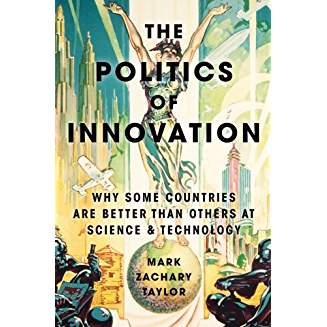 THE
POLITICS
OF
INNOVATION
WHY SOME COUNTRIES
ARE BETTER THAN OTHERS AT
SCIENCE & TECHNOLOGY
MARK
ZACHARY
TAYLOR